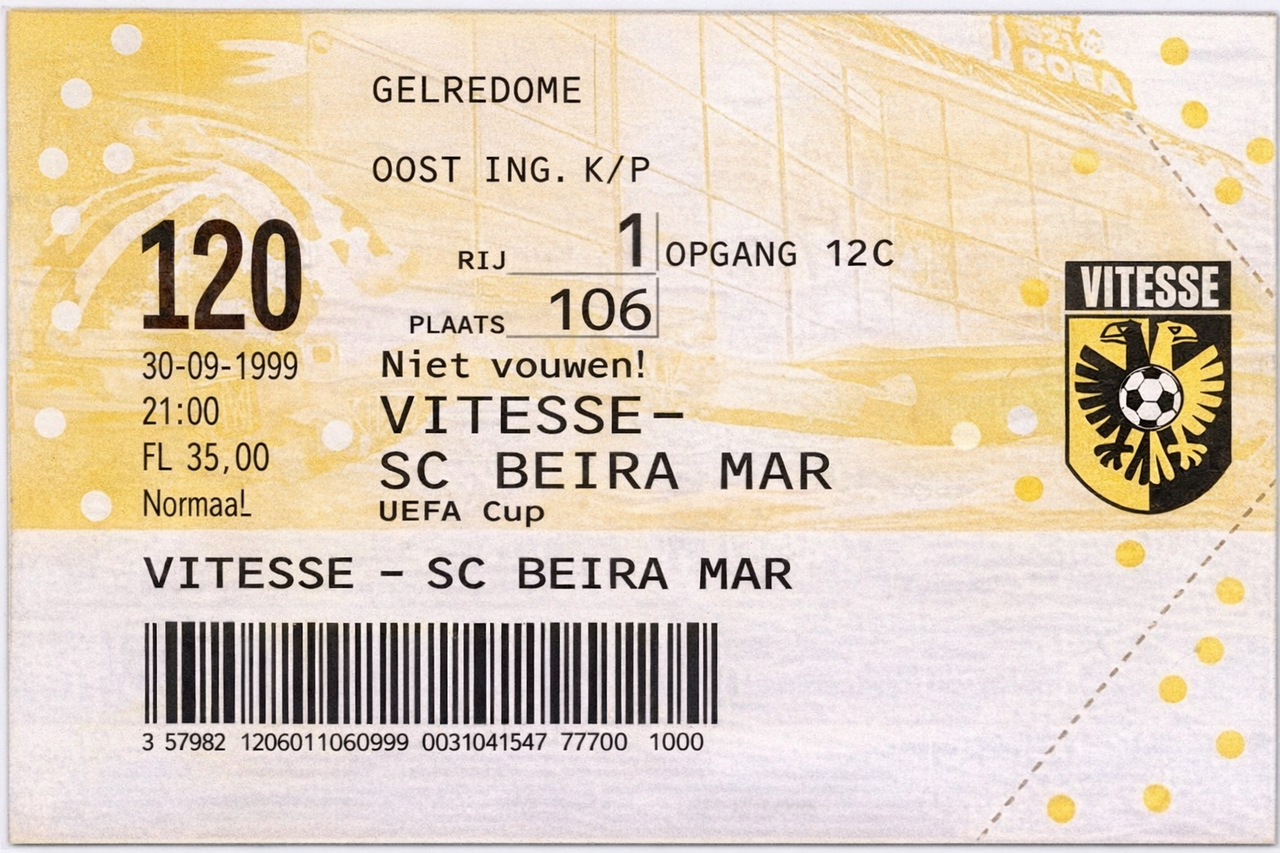 GELREDOME
OOST ING. K/P
120
RIJ 1 OPGANG 12C
PLAATS 106
30-09-1999
21:00
FL 35,00
Normaal
Niet vouwen!
VITESSE-
SC BEIRA MAR
UEFA Cup
VITESSE
VITESSE - SC BEIRA MAR
3 57982 1206011060999 0031041547 77700 1000